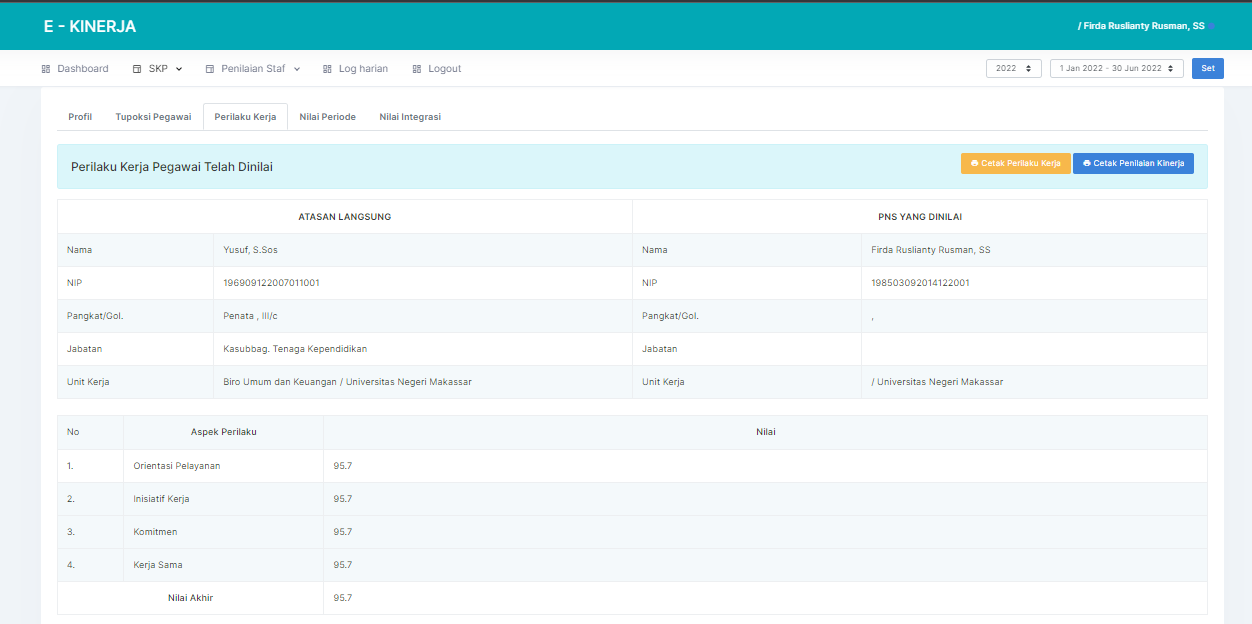 E - KINERJA
/ Firda Ruslianty Rusman, SS
Dashboard SKP Penilaian Staf Log harian Logout 2022 1 Jan 2022 - 30 Jun 2022 Set
Profil Tupoksi Pegawai Perilaku Kerja Nilai Periode Nilai Integrasi
Perilaku Kerja Pegawai Telah Dinilai Cetak Perilaku Kerja Cetak Penilaian Kinerja
ATASAN LANGSUNG PNS YANG DINILAI
Nama Yusuf, S.Sos Nama Firda Ruslianty Rusman, SS
NIP 196909122007011001 NIP 198503092014122001
Pangkat/Gol. Penata , III/c Pangkat/Gol. ,
Jabatan Kasubbag. Tenaga Kependidikan Jabatan
Unit Kerja Biro Umum dan Keuangan / Universitas Negeri Makassar Unit Kerja / Universitas Negeri Makassar
No Aspek Perilaku Nilai
1. Orientasi Pelayanan 95.7
2. Inisiatif Kerja 95.7
3. Komitmen 95.7
4. Kerja Sama 95.7
Nilai Akhir 95.7